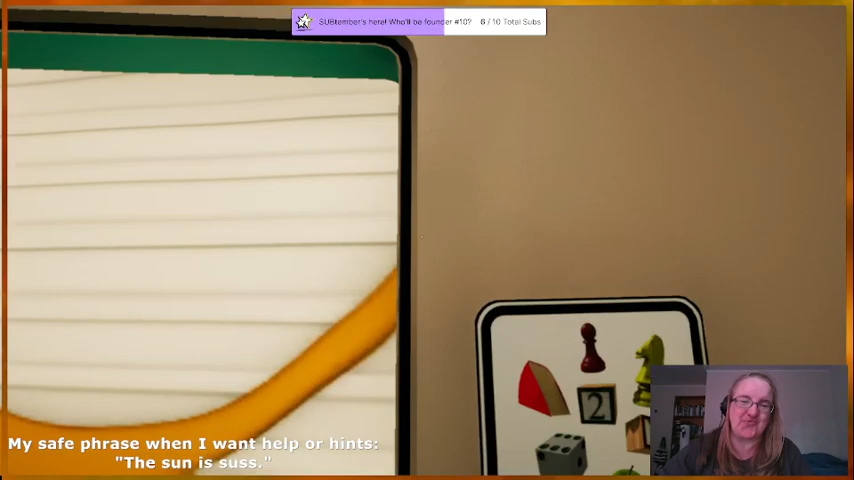 SUBtember's here! Who'll be founder #10? 6 / 10 Total Subs
2
My safe phrase when I want help or hints:
"The sun is suss."